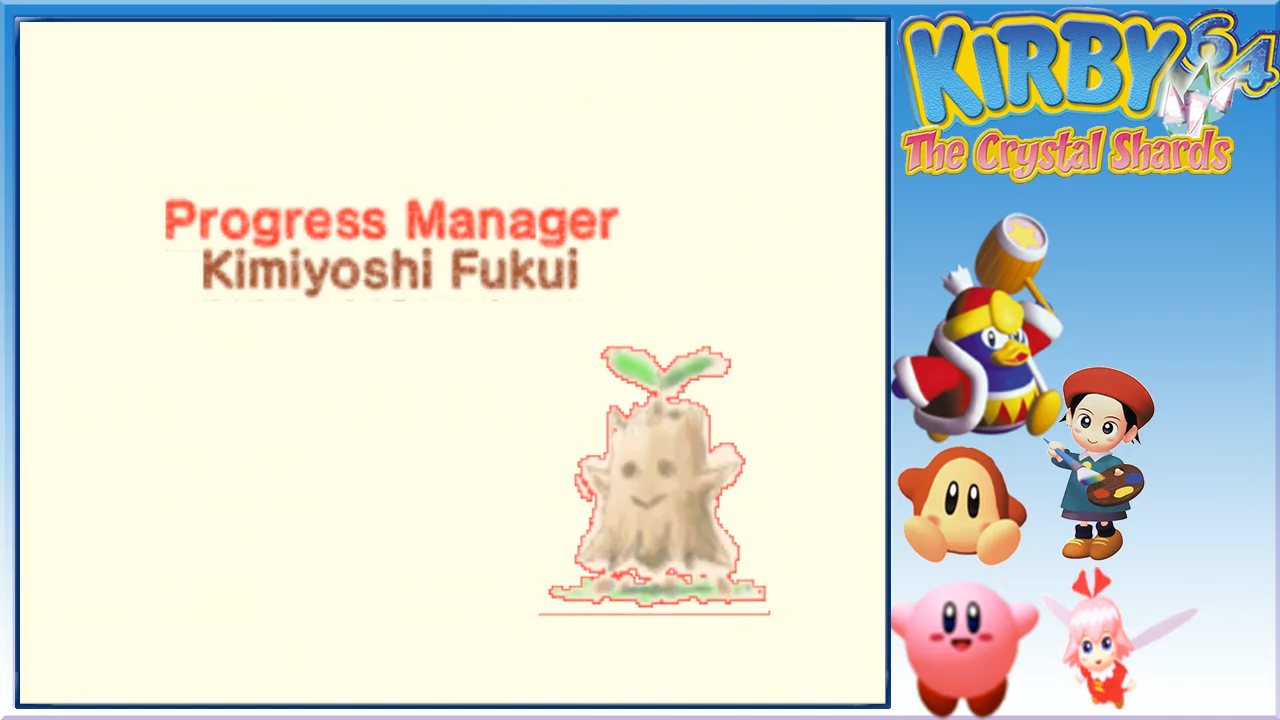 Progress Manager
Kimiyoshi Fukui
KIRBY 64
The Crystal Shards